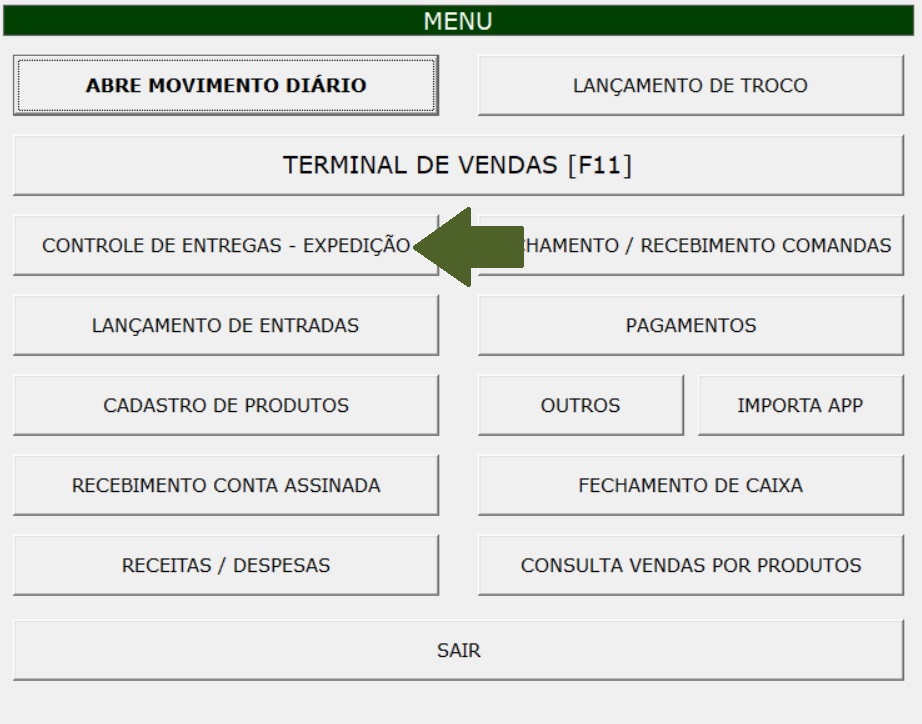 MENU
ABRE MOVIMENTO DIÁRIO
LANÇAMENTO DE TROCO
TERMINAL DE VENDAS [F11]
CONTROLE DE ENTREGAS - EXPEDIÇÃO
/ RECEBIMENTO COMANDAS
LANÇAMENTO DE ENTRADAS
PAGAMENTOS
CADASTRO DE PRODUTOS
OUTROS
IMPORTA APP
RECEBIMENTO CONTA ASSINADA
FECHAMENTO DE CAIXA
RECEITAS / DESPESAS
CONSULTA VENDAS POR PRODUTOS
SAIR